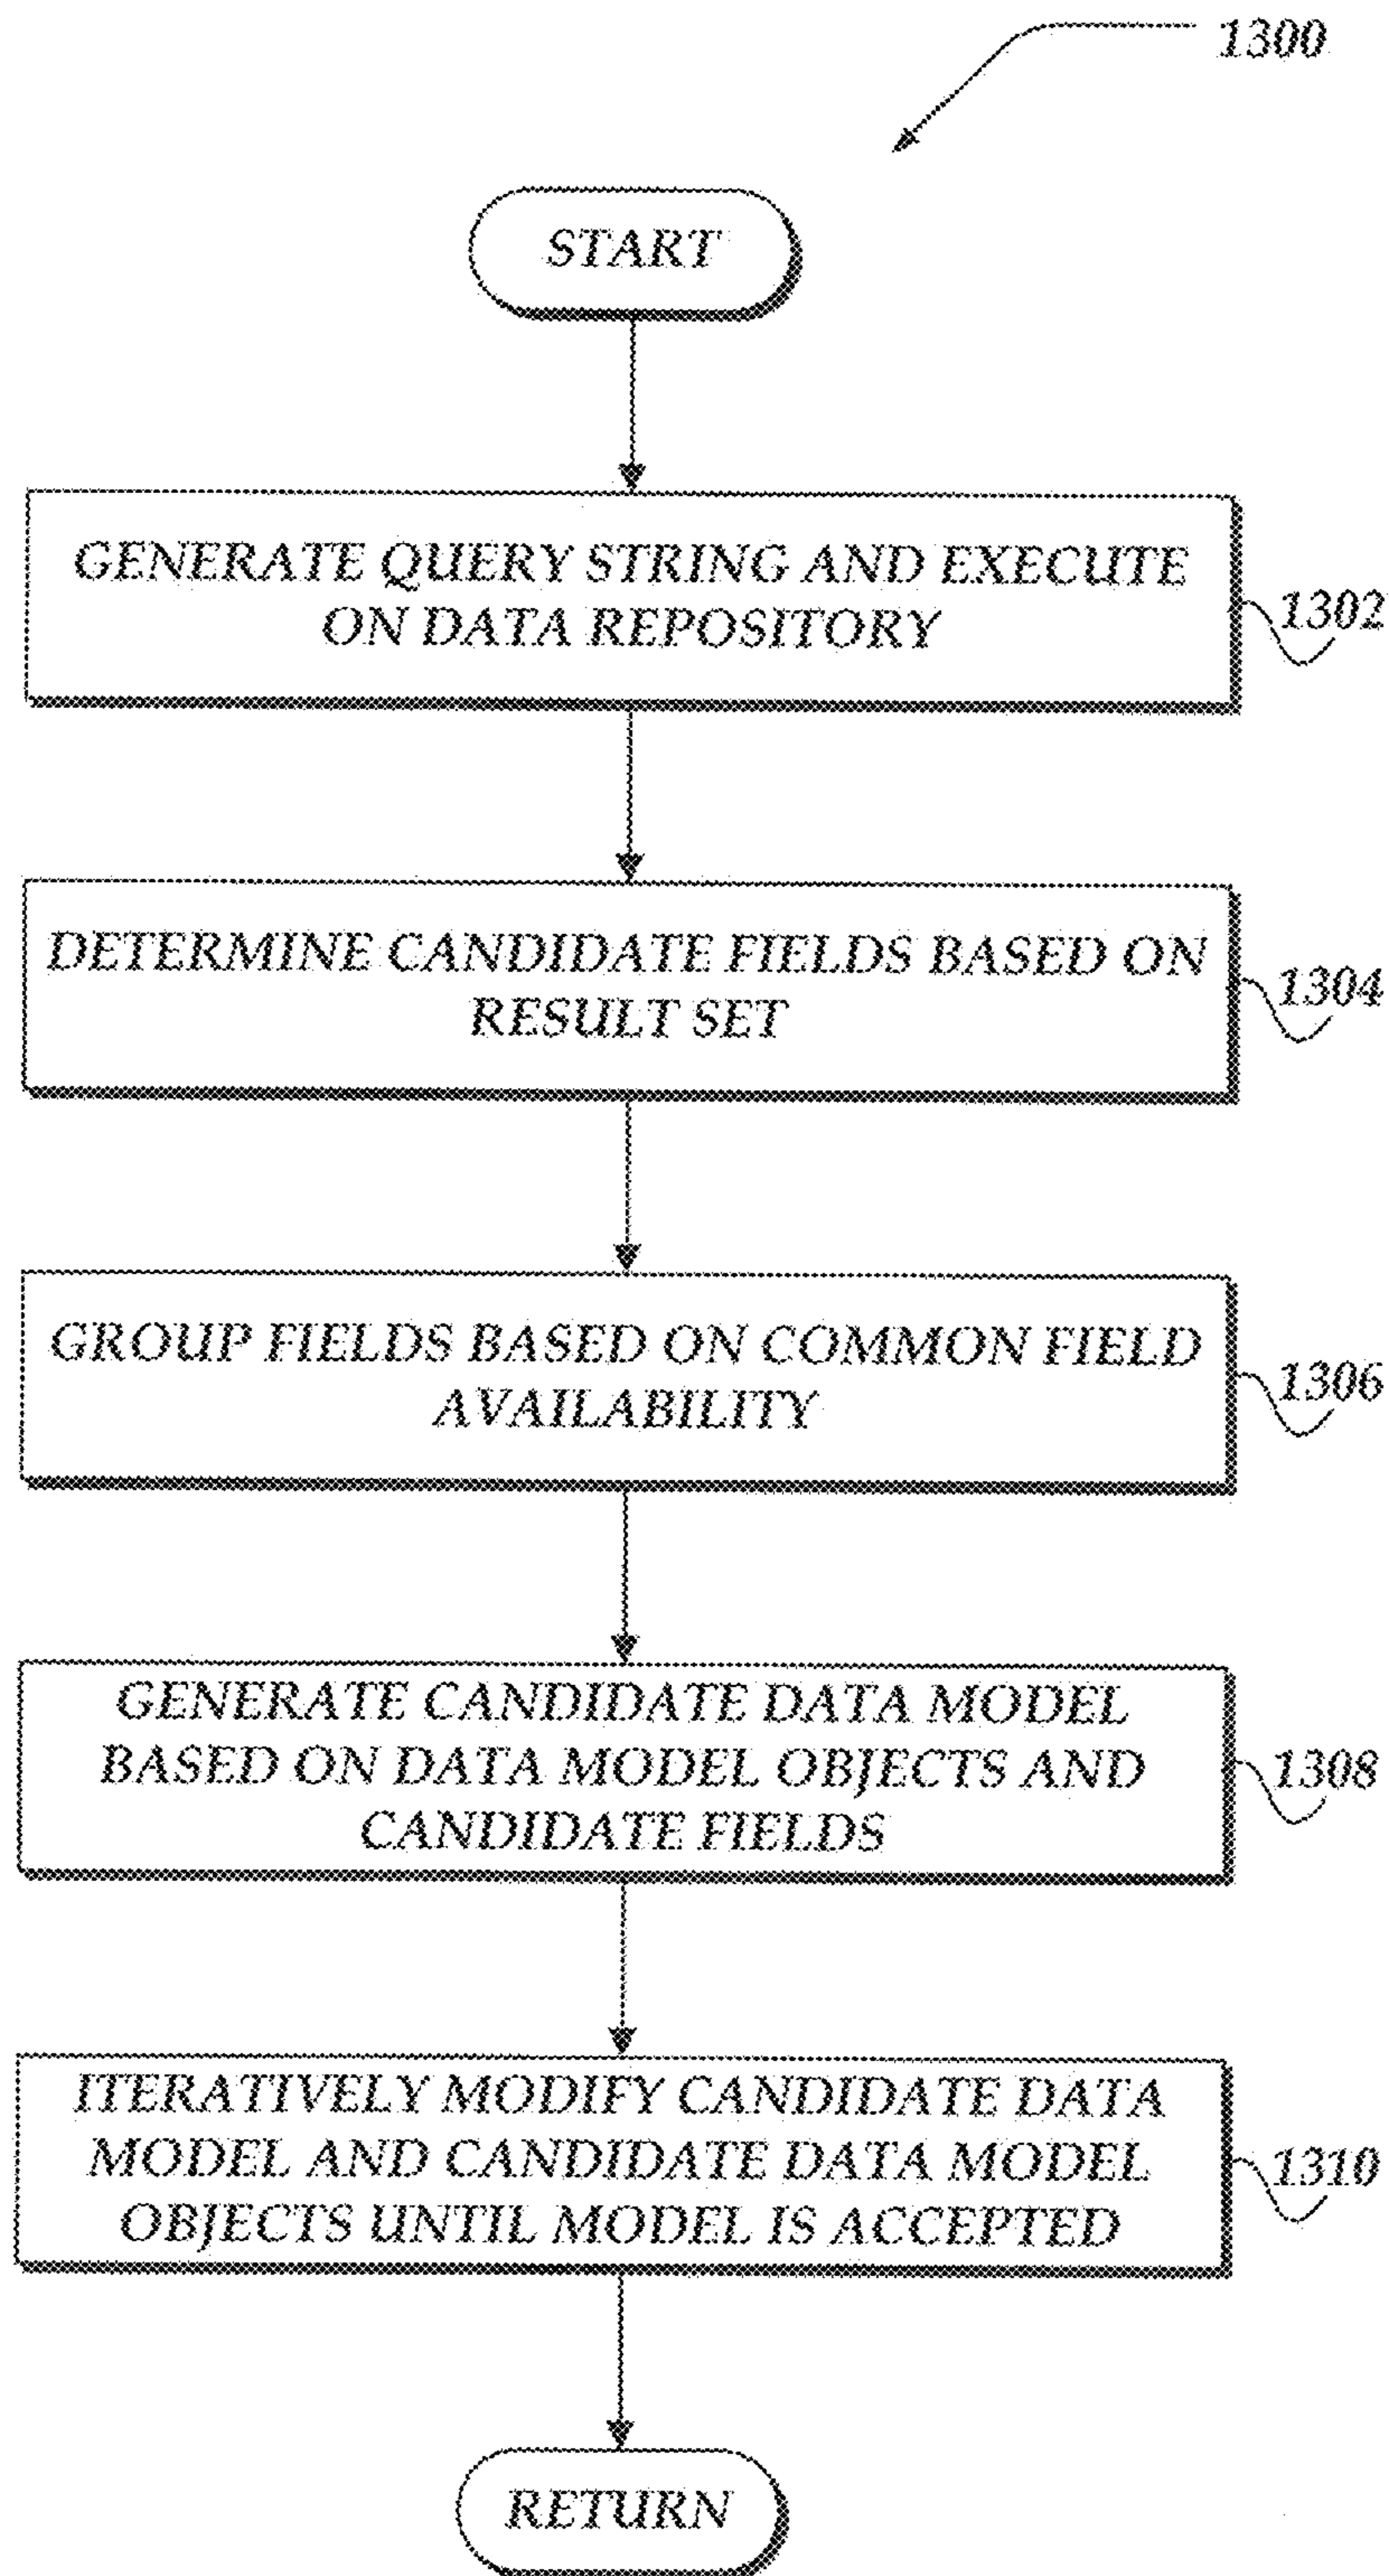 1300
START
GENERATE QUERY STRING AND EXECUTE
ON DATA REPOSITORY
1302
DETERMINE CANDIDATE FIELDS BASED ON
RESULT SET
1304
GROUP FIELDS BASED ON COMMON FIELD
AVAILABILITY
1306
GENERATE CANDIDATE DATA MODEL
BASED ON DATA MODEL OBJECTS AND
CANDIDATE FIELDS
1308
ITERATIVELY MODIFY CANDIDATE DATA
MODEL AND CANDIDATE DATA MODEL
OBJECTS UNTIL MODEL IS ACCEPTED
1310
RETURN